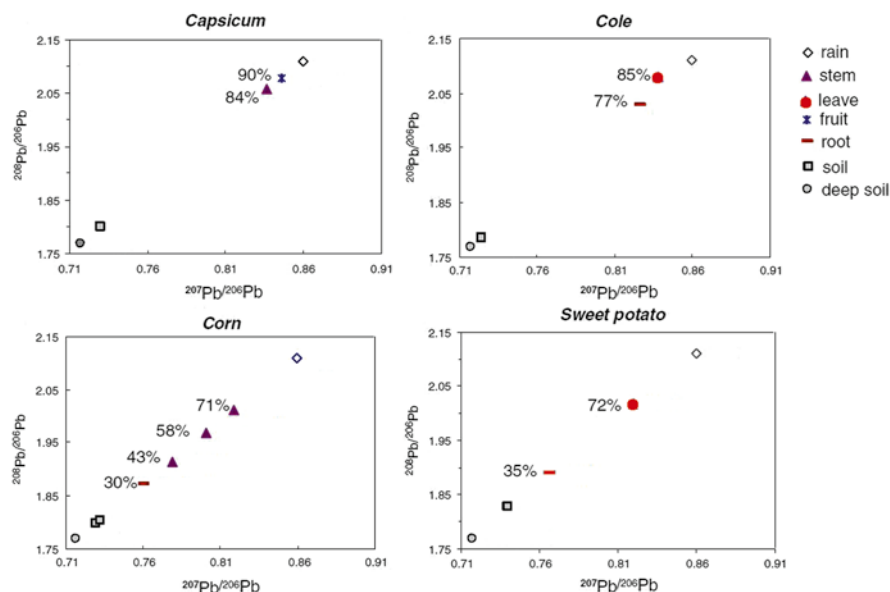 Capsicum
2.15
2.05
1.95
1.85
1.75
0.71 0.76 0.81 0.86 0.91
²⁰⁸Pb/²⁰⁶Pb
²⁰⁷Pb/²⁰⁶Pb
90%
84%
Cole
2.15
2.05
1.95
1.85
1.75
0.71 0.76 0.81 0.86 0.91
²⁰⁸Pb/²⁰⁶Pb
²⁰⁷Pb/²⁰⁶Pb
85%
77%
rain
stem
leave
fruit
root
soil
deep soil
Corn
2.15
2.05
1.95
1.85
1.75
0.71 0.76 0.81 0.86 0.91
²⁰⁸Pb/²⁰⁶Pb
²⁰⁷Pb/²⁰⁶Pb
71%
58%
43%
30%
Sweet potato
2.15
2.05
1.95
1.85
1.75
0.71 0.76 0.81 0.86 0.91
²⁰⁸Pb/²⁰⁶Pb
²⁰⁷Pb/²⁰⁶Pb
72%
35%